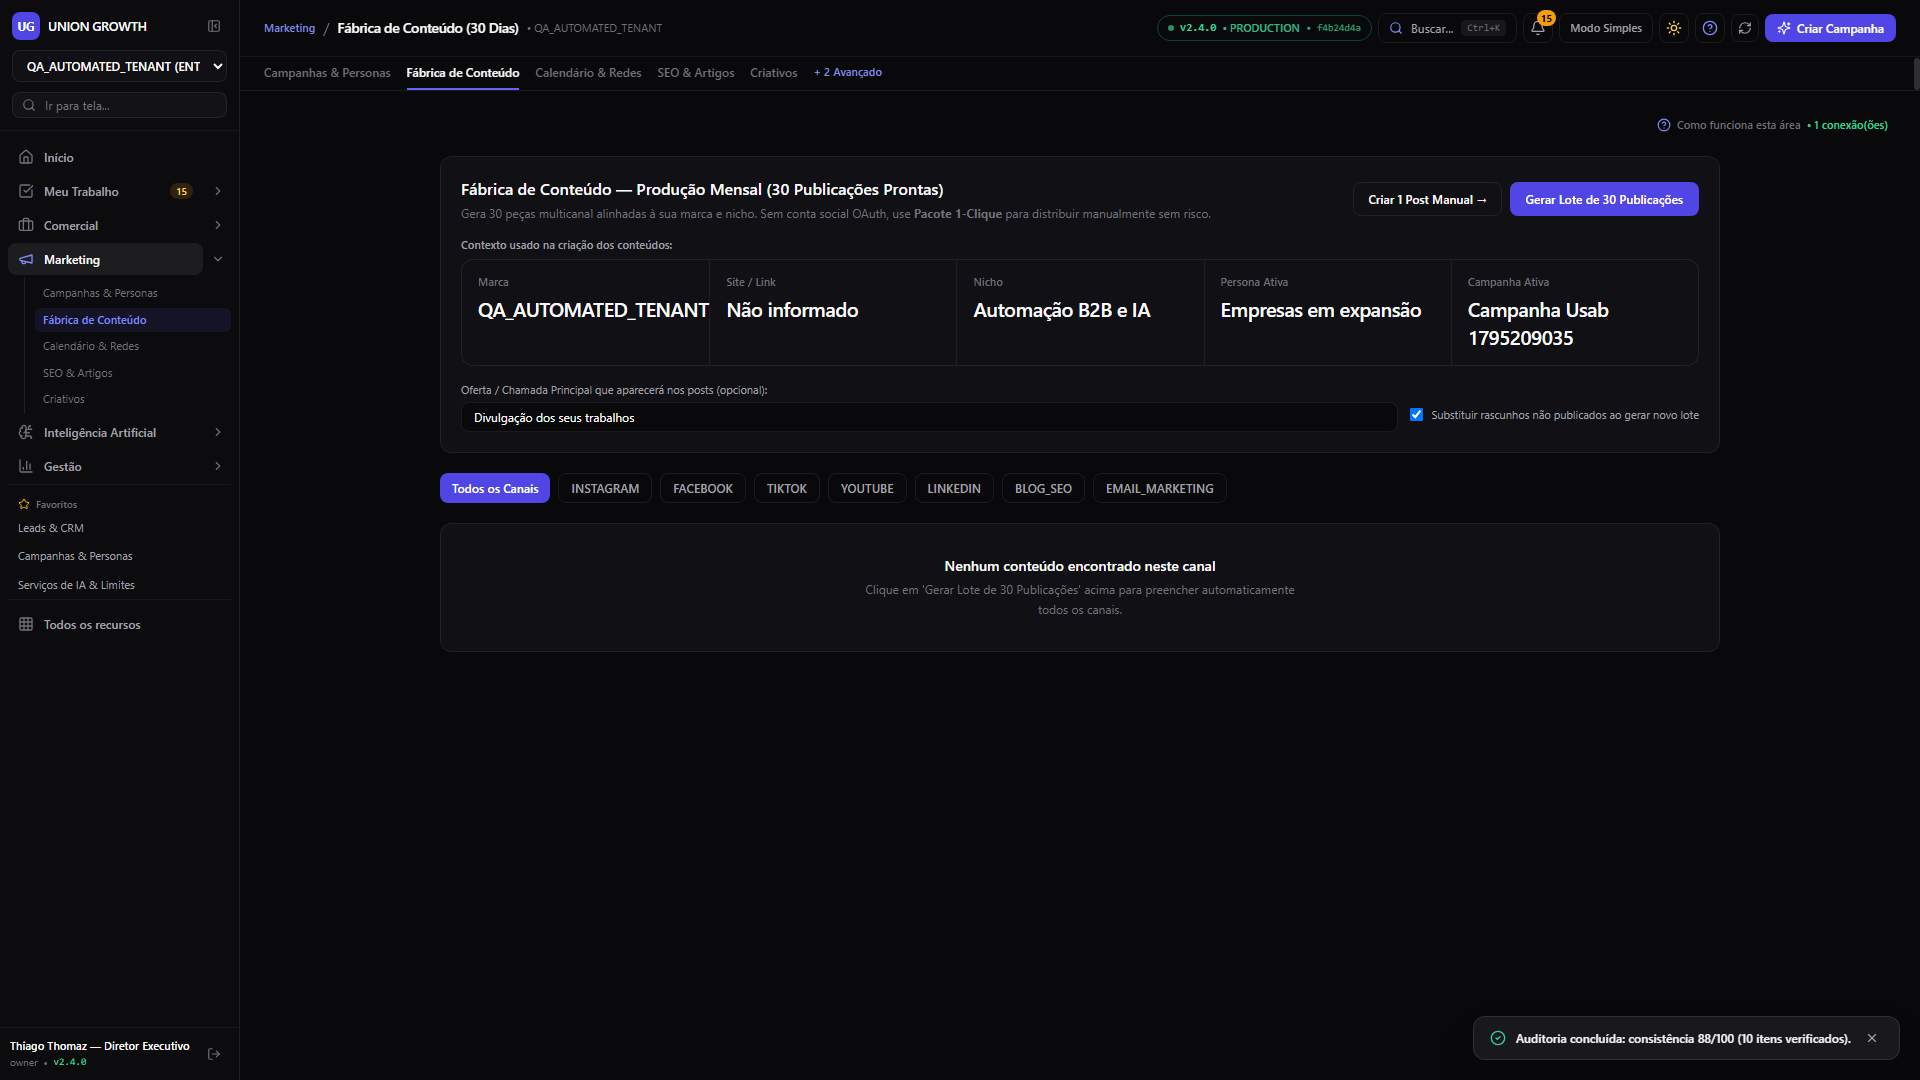 UG UNION GROWTH
QA_AUTOMATED_TENANT (ENT
Ir para tela...
Início
Meu Trabalho 15
Comercial
Marketing
Campanhas & Personas
Fábrica de Conteúdo
Calendário & Redes
SEO & Artigos
Criativos
Inteligência Artificial
Gestão
Favoritos
Leads & CRM
Campanhas & Personas
Serviços de IA & Limites
Todos os recursos
Thiago Thomaz — Diretor Executivo
owner • v2.4.0
Marketing / Fábrica de Conteúdo (30 Dias) • QA_AUTOMATED_TENANT
v2.4.0 • PRODUCTION • f4b24d4a
Buscar... Ctrl+K
15
Modo Simples
Criar Campanha
Campanhas & Personas Fábrica de Conteúdo Calendário & Redes SEO & Artigos Criativos + 2 Avançado
Como funciona esta área • 1 conexão(ões)
Fábrica de Conteúdo — Produção Mensal (30 Publicações Prontas)
Gera 30 peças multicanal alinhadas à sua marca e nicho. Sem conta social OAuth, use Pacote 1-Clique para distribuir manualmente sem risco.
Criar 1 Post Manual →
Gerar Lote de 30 Publicações
Contexto usado na criação dos conteúdos:
Marca
QA_AUTOMATED_TENANT
Site / Link
Não informado
Nicho
Automação B2B e IA
Persona Ativa
Empresas em expansão
Campanha Ativa
Campanha Usab
1795209035
Oferta / Chamada Principal que aparecerá nos posts (opcional):
Divulgação dos seus trabalhos
Substituir rascunhos não publicados ao gerar novo lote
Todos os Canais INSTAGRAM FACEBOOK TIKTOK YOUTUBE LINKEDIN BLOG_SEO EMAIL_MARKETING
Nenhum conteúdo encontrado neste canal
Clique em 'Gerar Lote de 30 Publicações' acima para preencher automaticamente
todos os canais.
Auditoria concluída: consistência 88/100 (10 itens verificados).